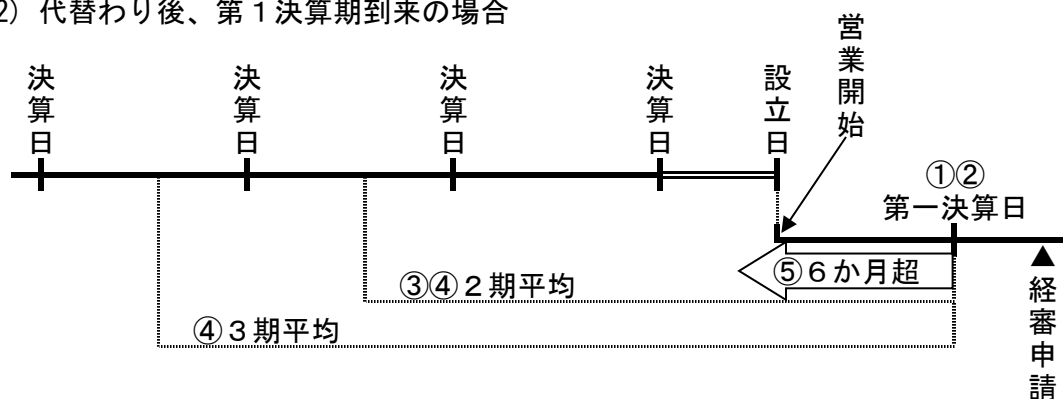 2) 代替わり後、第１決算期到来の場合
決算日
決算日
決算日
決算日
設立日
営業開始
①②
第一決算日
⑤６か月超
③④２期平均
④３期平均
▲経審申請